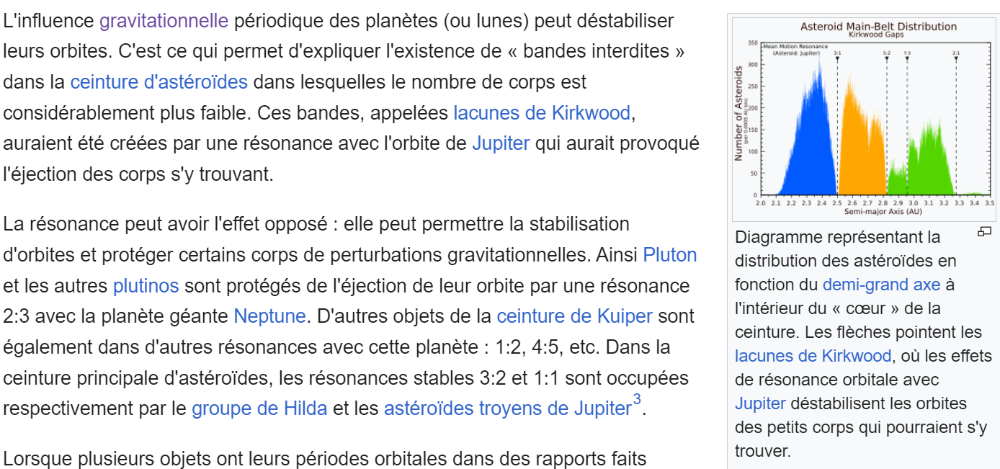 L'influence gravitationnelle périodique des planètes (ou lunes) peut déstabiliser
leurs orbites. C'est ce qui permet d'expliquer l'existence de « bandes interdites »
dans la ceinture d'astéroïdes dans lesquelles le nombre de corps est
considérablement plus faible. Ces bandes, appelées lacunes de Kirkwood,
auraient été créées par une résonance avec l'orbite de Jupiter qui aurait provoqué
l'éjection des corps s'y trouvant.
La résonance peut avoir l'effet opposé : elle peut permettre la stabilisation
d'orbites et protéger certains corps de perturbations gravitationnelles. Ainsi Pluton
et les autres plutinos sont protégés de l'éjection de leur orbite par une résonance
2:3 avec la planète géante Neptune. D'autres objets de la ceinture de Kuiper sont
également dans d'autres résonances avec cette planète : 1:2, 4:5, etc. Dans la
ceinture principale d'astéroïdes, les résonances stables 3:2 et 1:1 sont occupées
respectivement par le groupe de Hilda et les astéroïdes troyens de Jupiter3.
Lorsque plusieurs objets ont leurs périodes orbitales dans des rapports faits
Asteroid Main-Belt Distribution
Kirkwood Gaps
Mean Motion Resonance
(Asteroid: Jupiter)
3:1 5:2 7:3 2:1
Number of Asteroids
(per 0.0005 AU bin)
350
300
250
200
150
100
50
0
2.0 2.1 2.2 2.3 2.4 2.5 2.6 2.7 2.8 2.9 3.0 3.1 3.2 3.3 3.4 3.5
Semi-major Axis (AU)
Diagramme représentant la
distribution des astéroïdes en
fonction du demi-grand axe à
l'intérieur du « cœur » de la
ceinture. Les flèches pointent les
lacunes de Kirkwood, où les effets
de résonance orbitale avec
Jupiter déstabilisent les orbites
des petits corps qui pourraient s'y
trouver.